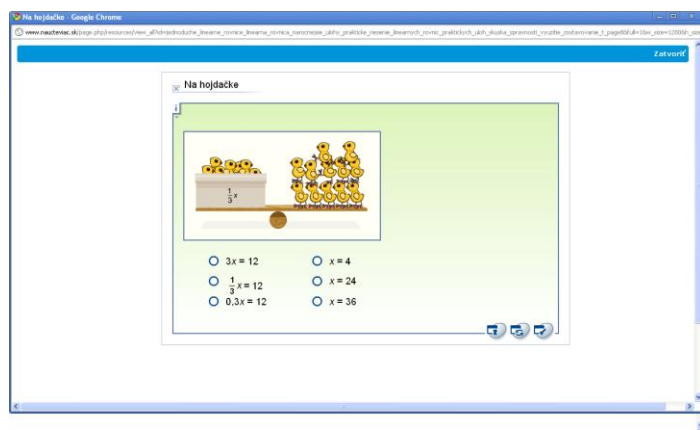 Na hojdačke - Google Chrome
Zatvoriť
Na hojdačke
1/3 x
3x = 12
x = 4
1/3 x = 12
x = 24
0,3x = 12
x = 36